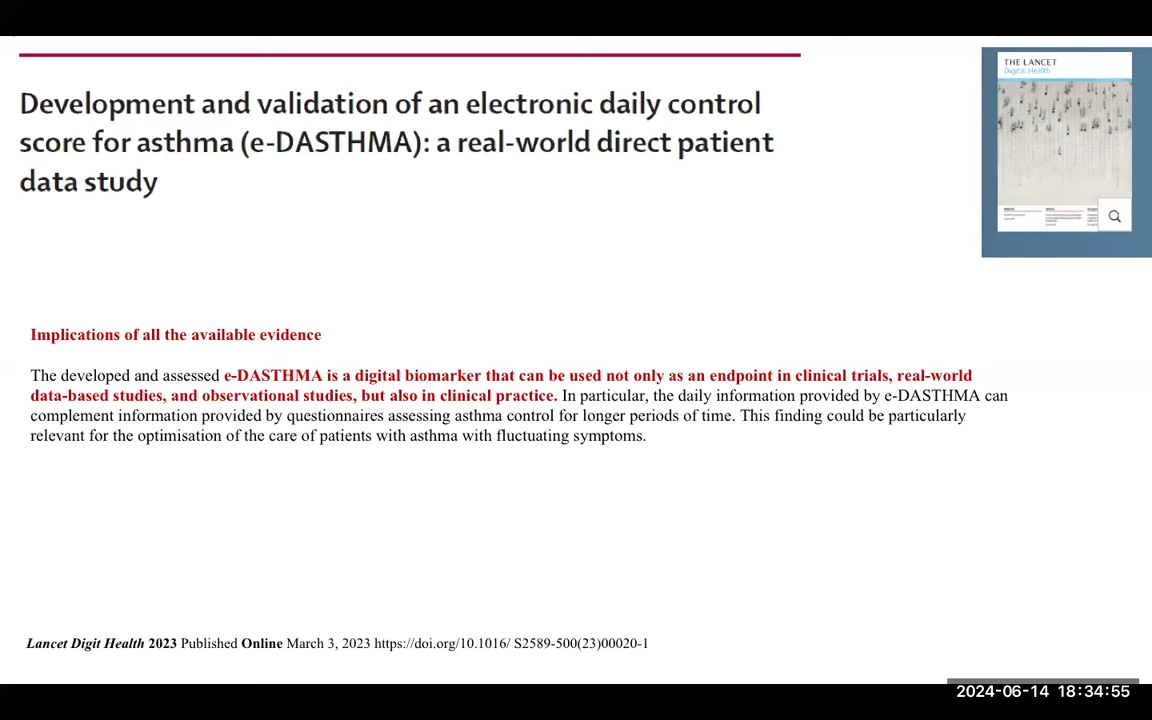 THE LANCET
Digital Health
Development and validation of an electronic daily control
score for asthma (e-DASTHMA): a real-world direct patient
data study
Implications of all the available evidence
The developed and assessed e-DASTHMA is a digital biomarker that can be used not only as an endpoint in clinical trials, real-world
data-based studies, and observational studies, but also in clinical practice. In particular, the daily information provided by e-DASTHMA can
complement information provided by questionnaires assessing asthma control for longer periods of time. This finding could be particularly
relevant for the optimisation of the care of patients with asthma with fluctuating symptoms.
Lancet Digit Health 2023 Published Online March 3, 2023 https://doi.org/10.1016/ S2589-500(23)00020-1
2024-06-14 18:34:55